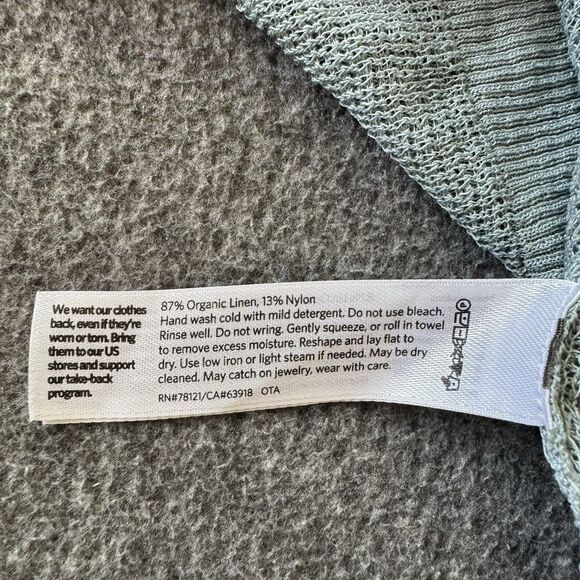 We want our clothes
back, even if they're
worn or torn. Bring
them to our US
stores and support
our take-back
program.
87% Organic Linen, 13% Nylon
Hand wash cold with mild detergent. Do not use bleach.
Rinse well. Do not wring. Gently squeeze, or roll in towel
to remove excess moisture. Reshape and lay flat to
dry. Use low iron or light steam if needed. May be dry
cleaned. May catch on jewelry, wear with care.
RN#78121/CA#63918 OTA